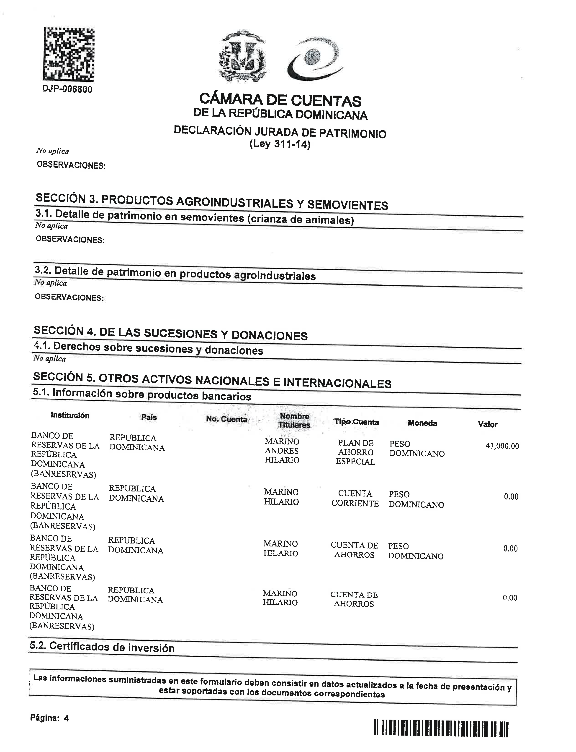 DJP-006800
CÁMARA DE CUENTAS
DE LA REPÚBLICA DOMINICANA
DECLARACIÓN JURADA DE PATRIMONIO
(Ley 311-14)
No aplica
OBSERVACIONES:
SECCIÓN 3. PRODUCTOS AGROINDUSTRIALES Y SEMOVIENTES
3.1. Detalle de patrimonio en semovientes (crianza de animales)
No aplica
OBSERVACIONES:
3.2. Detalle de patrimonio en productos agroindustriales
No aplica
OBSERVACIONES:
SECCIÓN 4. DE LAS SUCESIONES Y DONACIONES
4.1. Derechos sobre sucesiones y donaciones
No aplica
SECCIÓN 5. OTROS ACTIVOS NACIONALES E INTERNACIONALES
5.1. Información sobre productos bancarios
Institución País No. Cuenta Nombre Titulares Tipo Cuenta Moneda Valor
BANCO DE REPÚBLICA MARINO PLAN DE PESO
RESERVAS DE LA DOMINICANA ANDRES AHORRO DOMINICANO
REPÚBLICA HILARIO ESPECIAL
DOMINICANA
(BANRESERVAS)
BANCO DE REPÚBLICA MARINO CUENTA PESO 0.00
RESERVAS DE LA DOMINICANA HILARIO CORRIENTE DOMINICANO
REPÚBLICA
DOMINICANA
(BANRESERVAS)
BANCO DE REPÚBLICA MARINO CUENTA DE PESO 0.00
RESERVAS DE LA DOMINICANA HILARIO AHORROS DOMINICANO
REPÚBLICA
DOMINICANA
(BANRESERVAS)
BANCO DE REPÚBLICA MARINO CUENTA DE 0.00
RESERVAS DE LA DOMINICANA HILARIO AHORROS
REPÚBLICA
DOMINICANA
(BANRESERVAS)
5.2. Certificados de inversión
Las informaciones suministradas en este formulario deben consistir en datos actualizados a la fecha de presentación y
estar soportadas con los documentos correspondientes
Página: 4